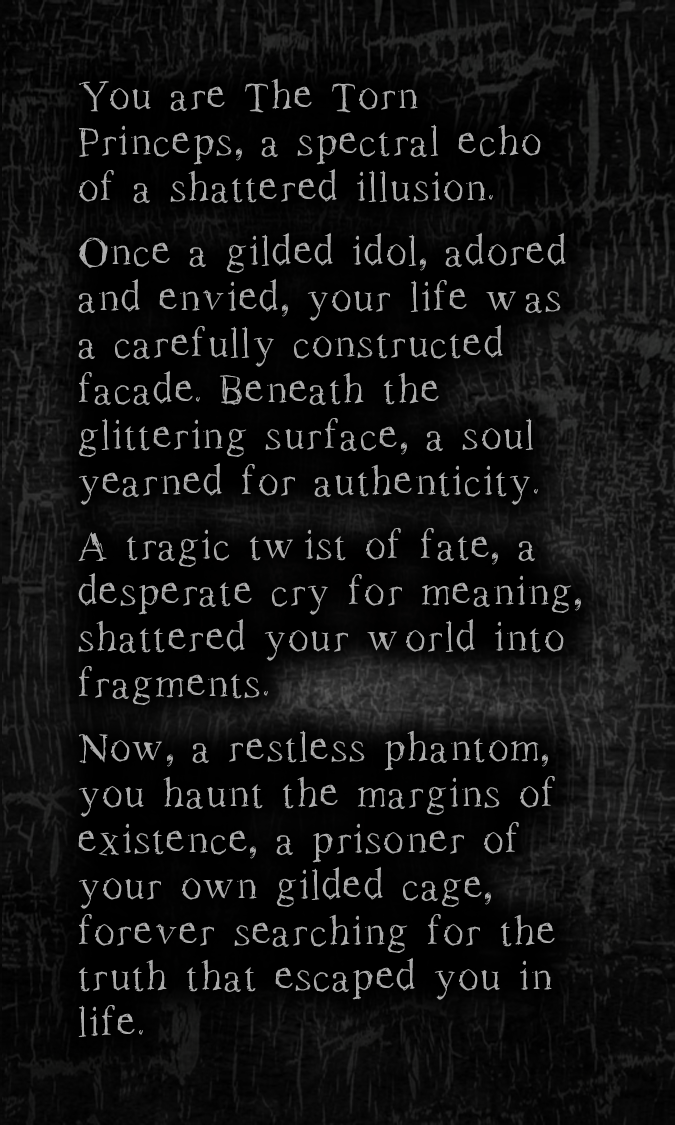 You are The Torn
Princeps, a spectral echo
of a shattered illusion.
Once a gilded idol, adored
and envied, your life was
a carefully constructed
facade. Beneath the
glittering surface, a soul
yearned for authenticity.
A tragic twist of fate, a
desperate cry for meaning,
shattered your world into
fragments.
Now, a restless phantom,
you haunt the margins of
existence, a prisoner of
your own gilded cage,
forever searching for the
truth that escaped you in
life.